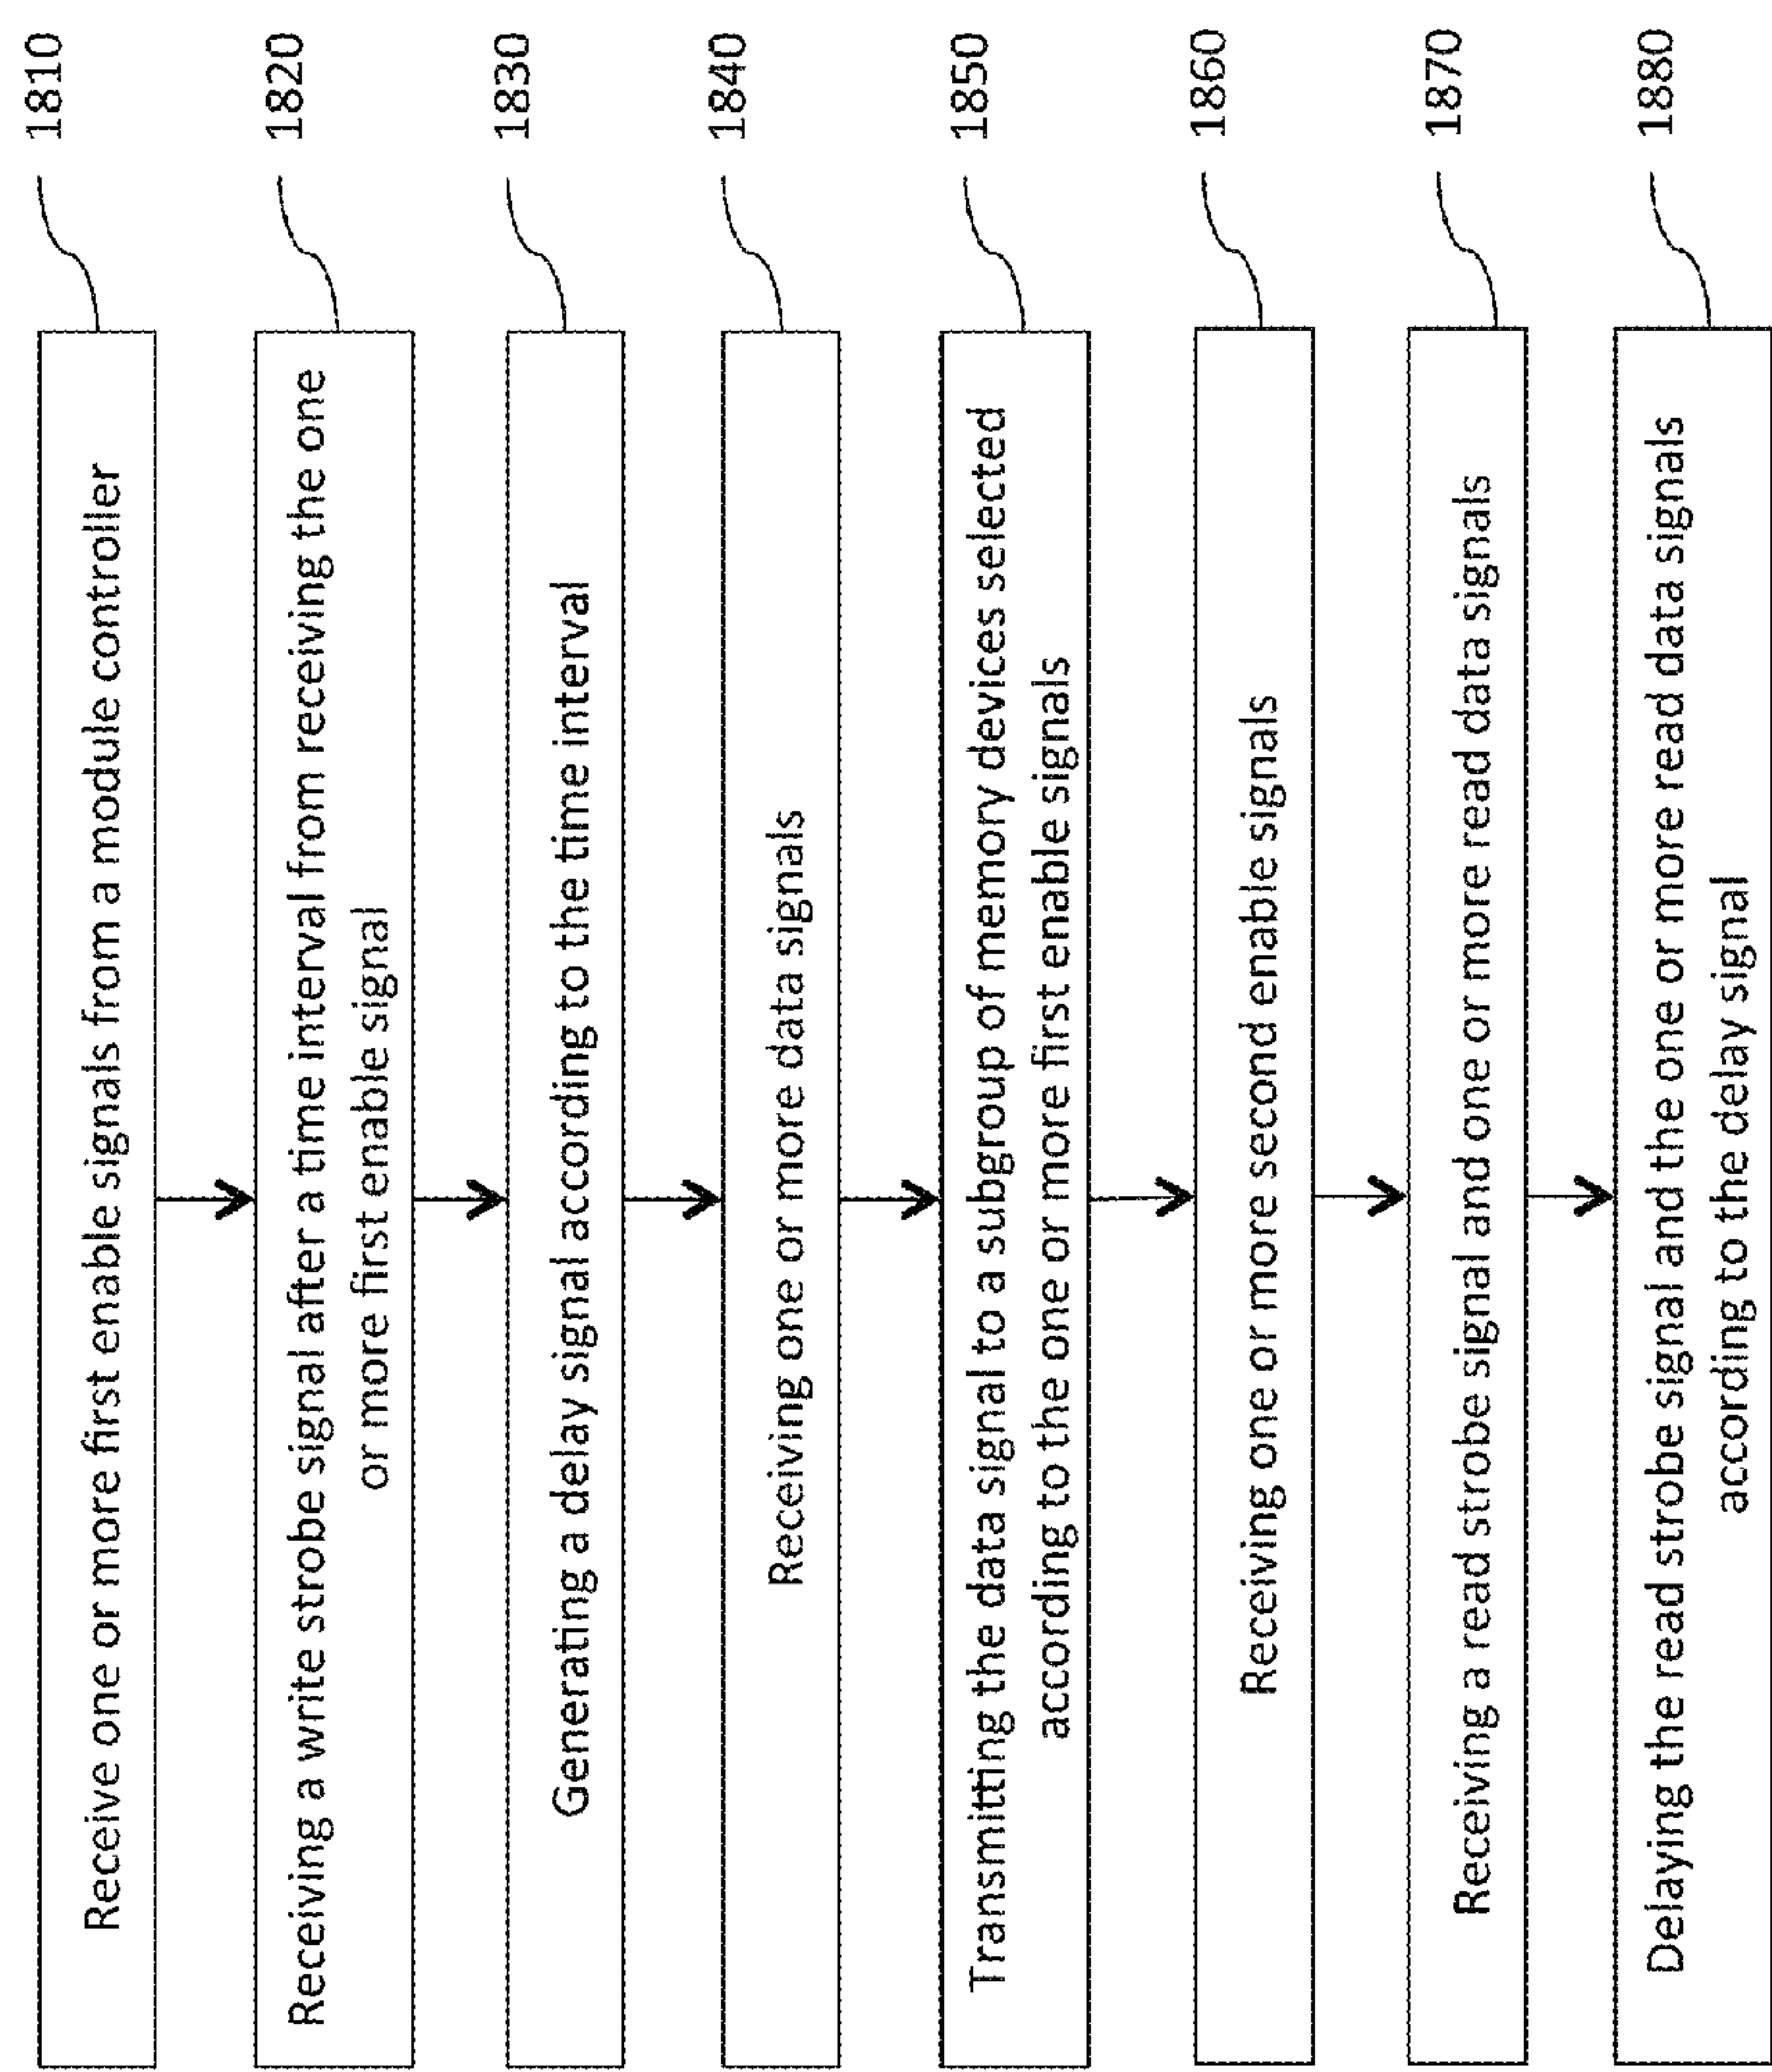 Receive one or more first enable signals from a module controller
1810
Receiving a write strobe signal after a time interval from receiving the one
or more first enable signal
1820
Generating a delay signal according to the time interval
1830
Receiving one or more data signals
1840
Transmitting the data signal to a subgroup of memory devices selected
according to the one or more first enable signals
1850
Receiving one or more second enable signals
1860
Receiving a read strobe signal and one or more read data signals
1870
Delaying the read strobe signal and the one or more read data signals
according to the delay signal
1880